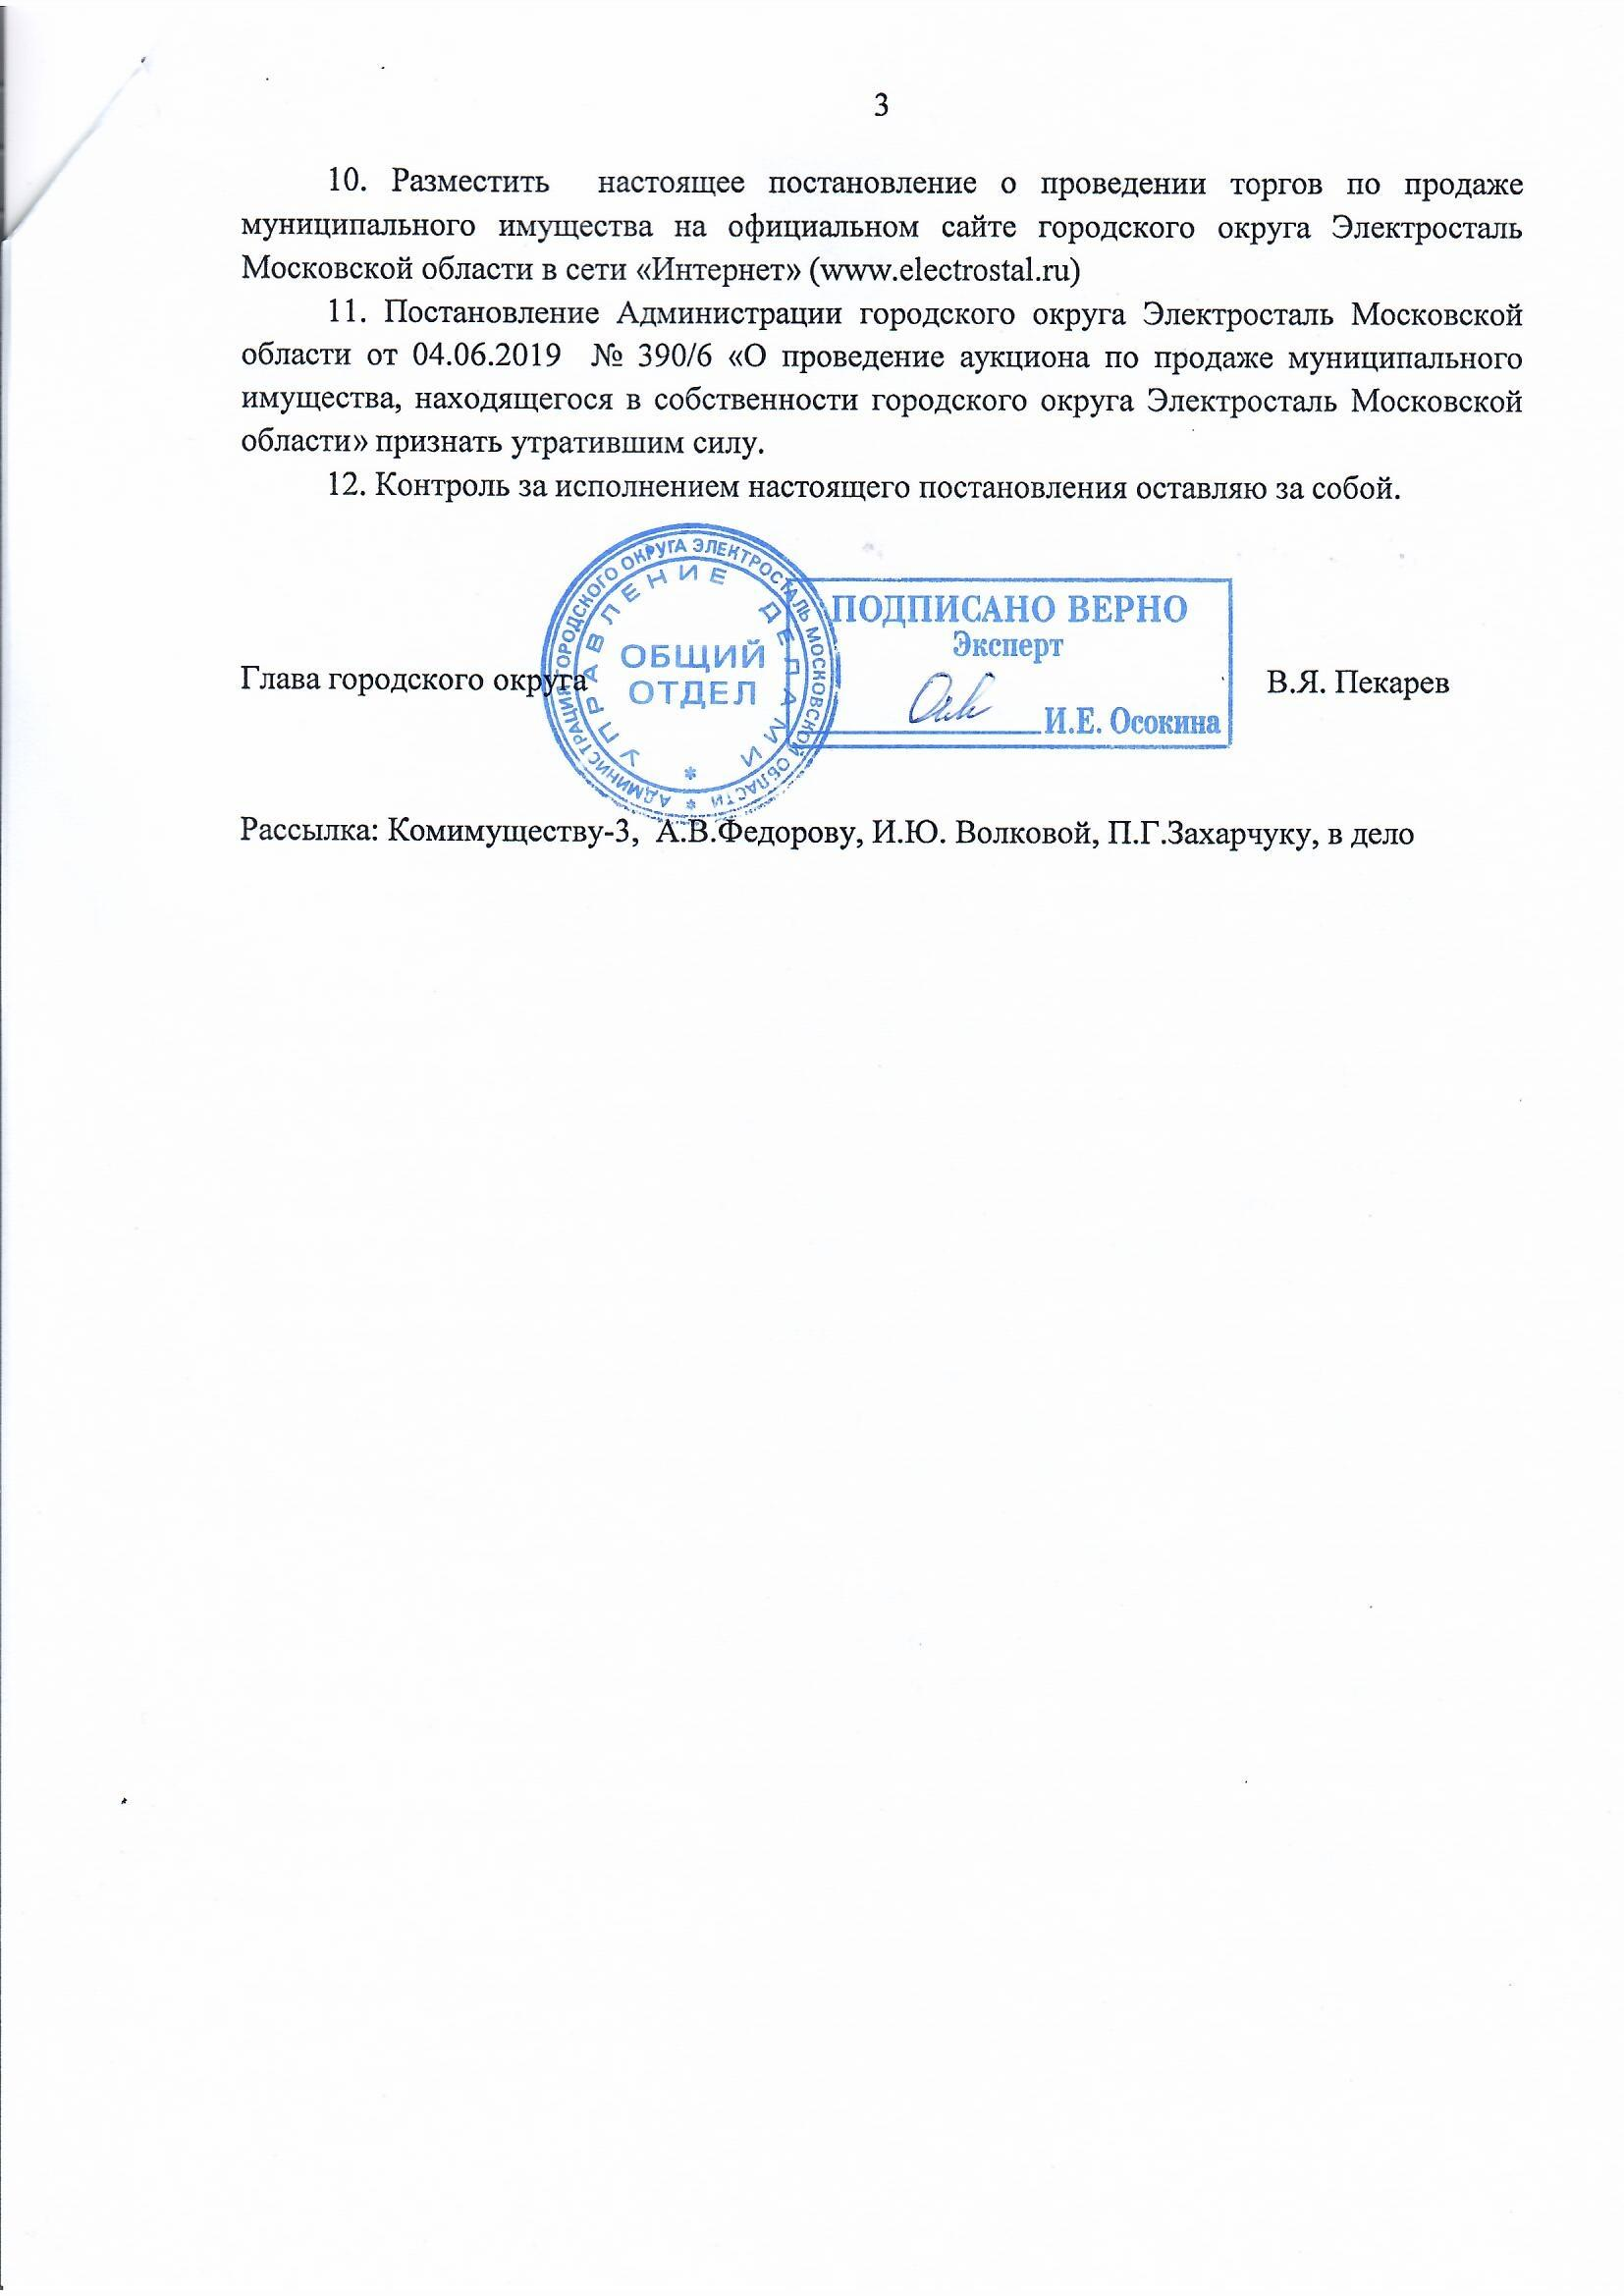 3
10. Разместить настоящее постановление о проведении торгов по продаже
муниципального имущества на официальном сайте городского округа Электросталь
Московской области в сети «Интернет» (www.electrostal.ru)
11. Постановление Администрации городского округа Электросталь Московской
области от 04.06.2019 № 390/6 «О проведение аукциона по продаже муниципального
имущества, находящегося в собственности городского округа Электросталь Московской
области» признать утратившим силу.
12. Контроль за исполнением настоящего постановления оставляю за собой.
АДМИНИСТРАЦИЯ ГОРОДСКОГО ОКРУГА ЭЛЕКТРОСТАЛЬ МОСКОВСКОЙ ОБЛАСТИ
УПРАВЛЕНИЕ ДЕЛАМИ
ОБЩИЙ
ОТДЕЛ
ПОДПИСАНО ВЕРНО
Эксперт
И.Е. Осокина
Глава городского округа В.Я. Пекарев
Рассылка: Комимуществу-3, А.В.Федорову, И.Ю. Волковой, П.Г.Захарчуку, в дело